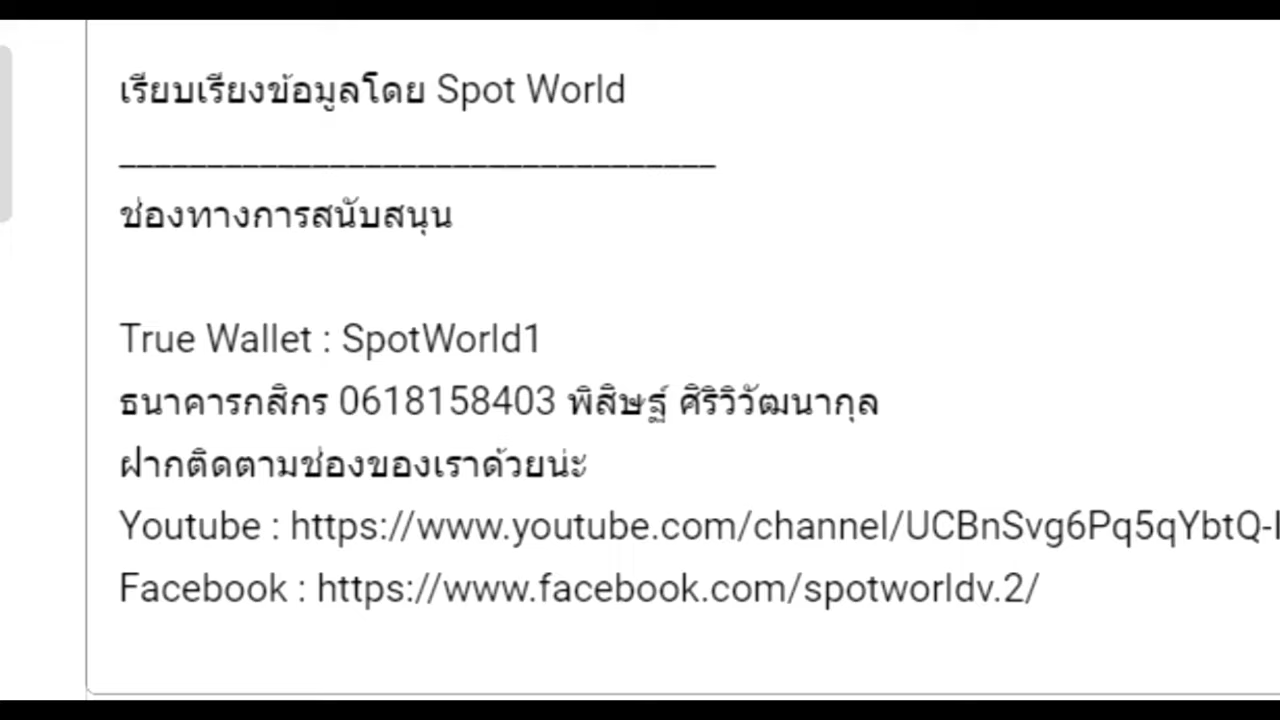 เรียบเรียงข้อมูลโดย Spot World
__________________________________
ช่องทางการสนับสนุน
True Wallet : SpotWorld1
ธนาคารกสิกร 0618158403 พิสิษฐ์ ศิริวิวัฒนากุล
ฝากติดตามช่องของเราด้วยน่ะ
Youtube : https://www.youtube.com/channel/UCBnSvg6Pq5qYbtQ-
Facebook : https://www.facebook.com/spotworldv.2/